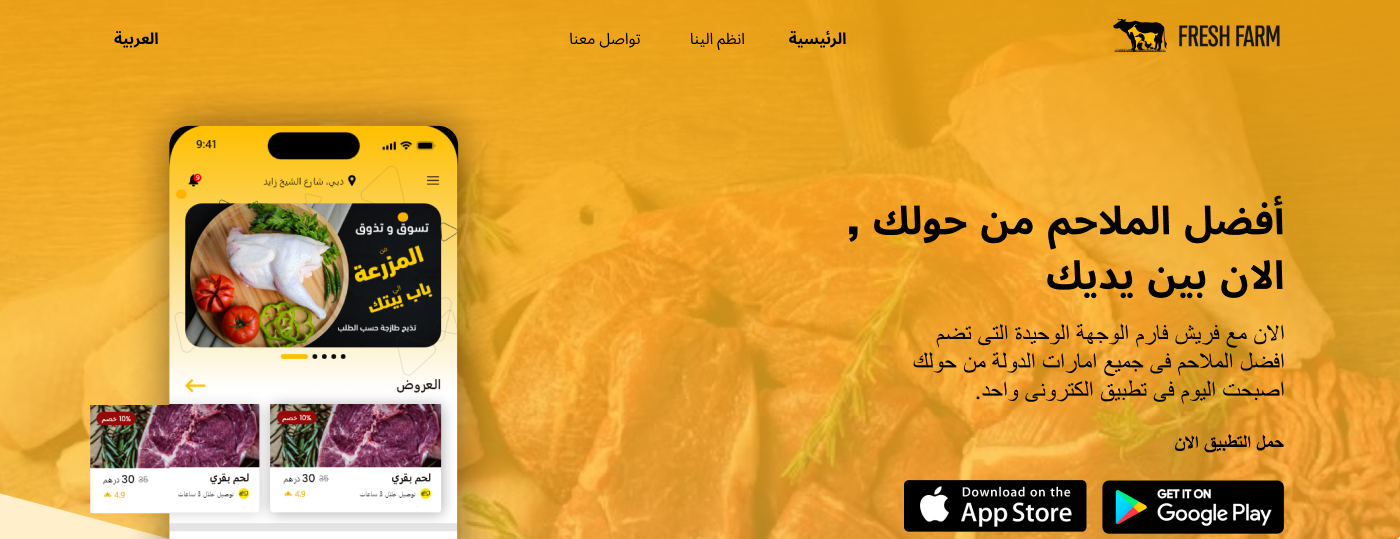 FRESH FARM
الرئيسية
انظم الينا
تواصل معنا
العربية
أفضل الملاحم من حولك ,
الان بين يديك
الان مع فريش فارم الوجهة الوحيدة التى تضم
افضل الملاحم فى جميع امارات الدولة من حولك
اصبحت اليوم فى تطبيق الكترونى واحد.
حمل التطبيق الان
GET IT ON
Google Play
Download on the
App Store
9:41
دبي، شارع الشيخ زايد
9
تسوق و تذوق
من
المزرعة
الي
باب بيتك
تذبح طازجة حسب الطلب
العروض
10% خصم
لحم بقري
35 30 درهم
توصيل خلال 3 ساعات
4.9
10% خصم
لحم بقري
35 30 درهم
توصيل خلال 3 ساعات
4.9